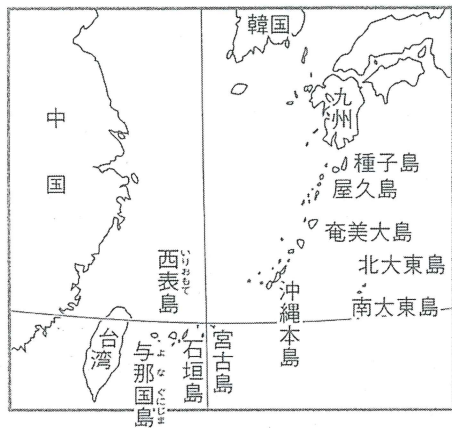 韓国
中国
九州
種子島
屋久島
奄美大島
北大東島
南大東島
沖縄本島
西表島
いりおもて
台湾
与那国島
よなぐにじま
石垣島
宮古島